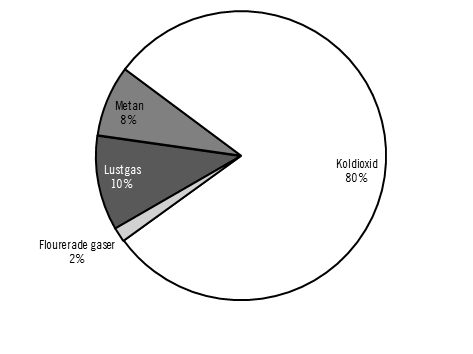 Metan
8%
Lustgas
10%
Koldioxid
80%
Flourerade gaser
2%